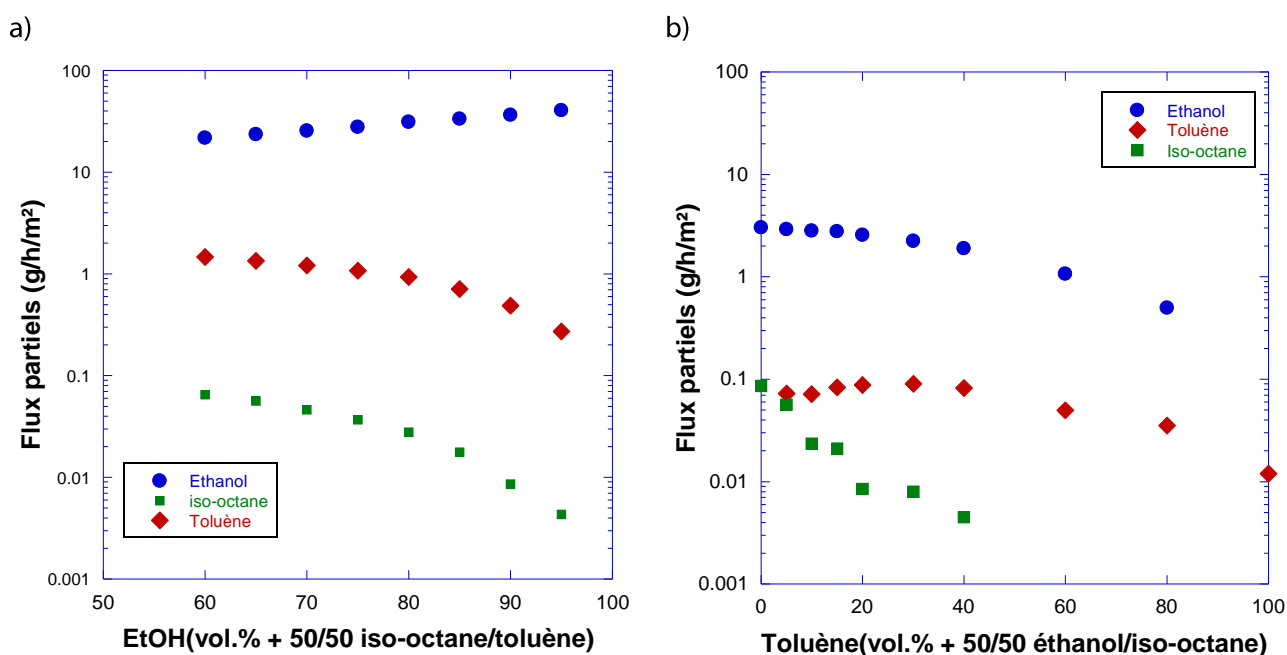 a)
Flux partiels (g/h/m²)
100
10
1
0.1
0.01
0.001
50
60
70
80
90
100
EtOH(vol.% + 50/50 iso-octane/toluène)
Ethanol
iso-octane
Toluène
b)
Flux partiels (g/h/m²)
100
10
1
0.1
0.01
0.001
0
20
40
60
80
100
Toluène(vol.% + 50/50 éthanol/iso-octane)
Ethanol
Toluène
Iso-octane